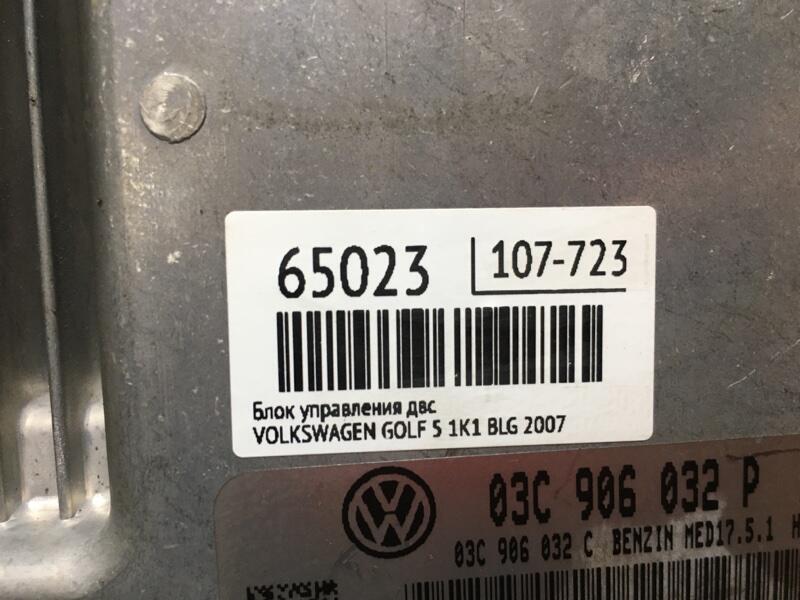 65023 107-723
Блок управления двс
VOLKSWAGEN GOLF 5 1K1 BLG 2007
03C 906 032 P
03C 906 032 C BENZIN MED17.5.1 H